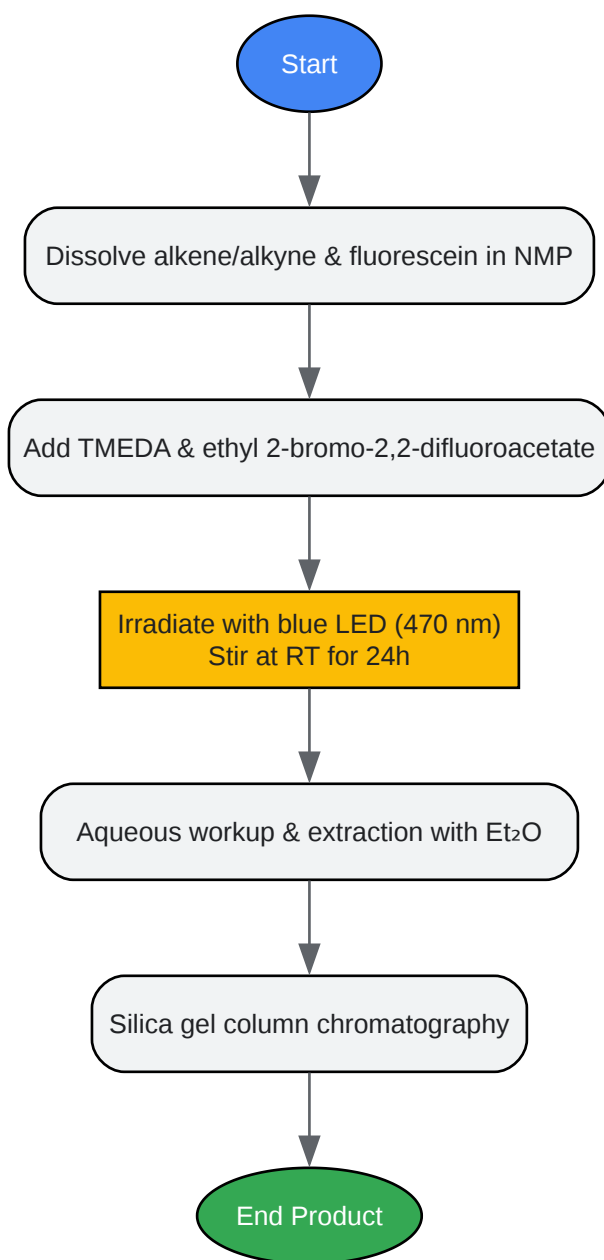 Start
Dissolve alkene/alkyne & fluorescein in NMP
Add TMEDA & ethyl 2-bromo-2,2-difluoroacetate
Irradiate with blue LED (470 nm)
Stir at RT for 24h
Aqueous workup & extraction with Et₂O
Silica gel column chromatography
End Product